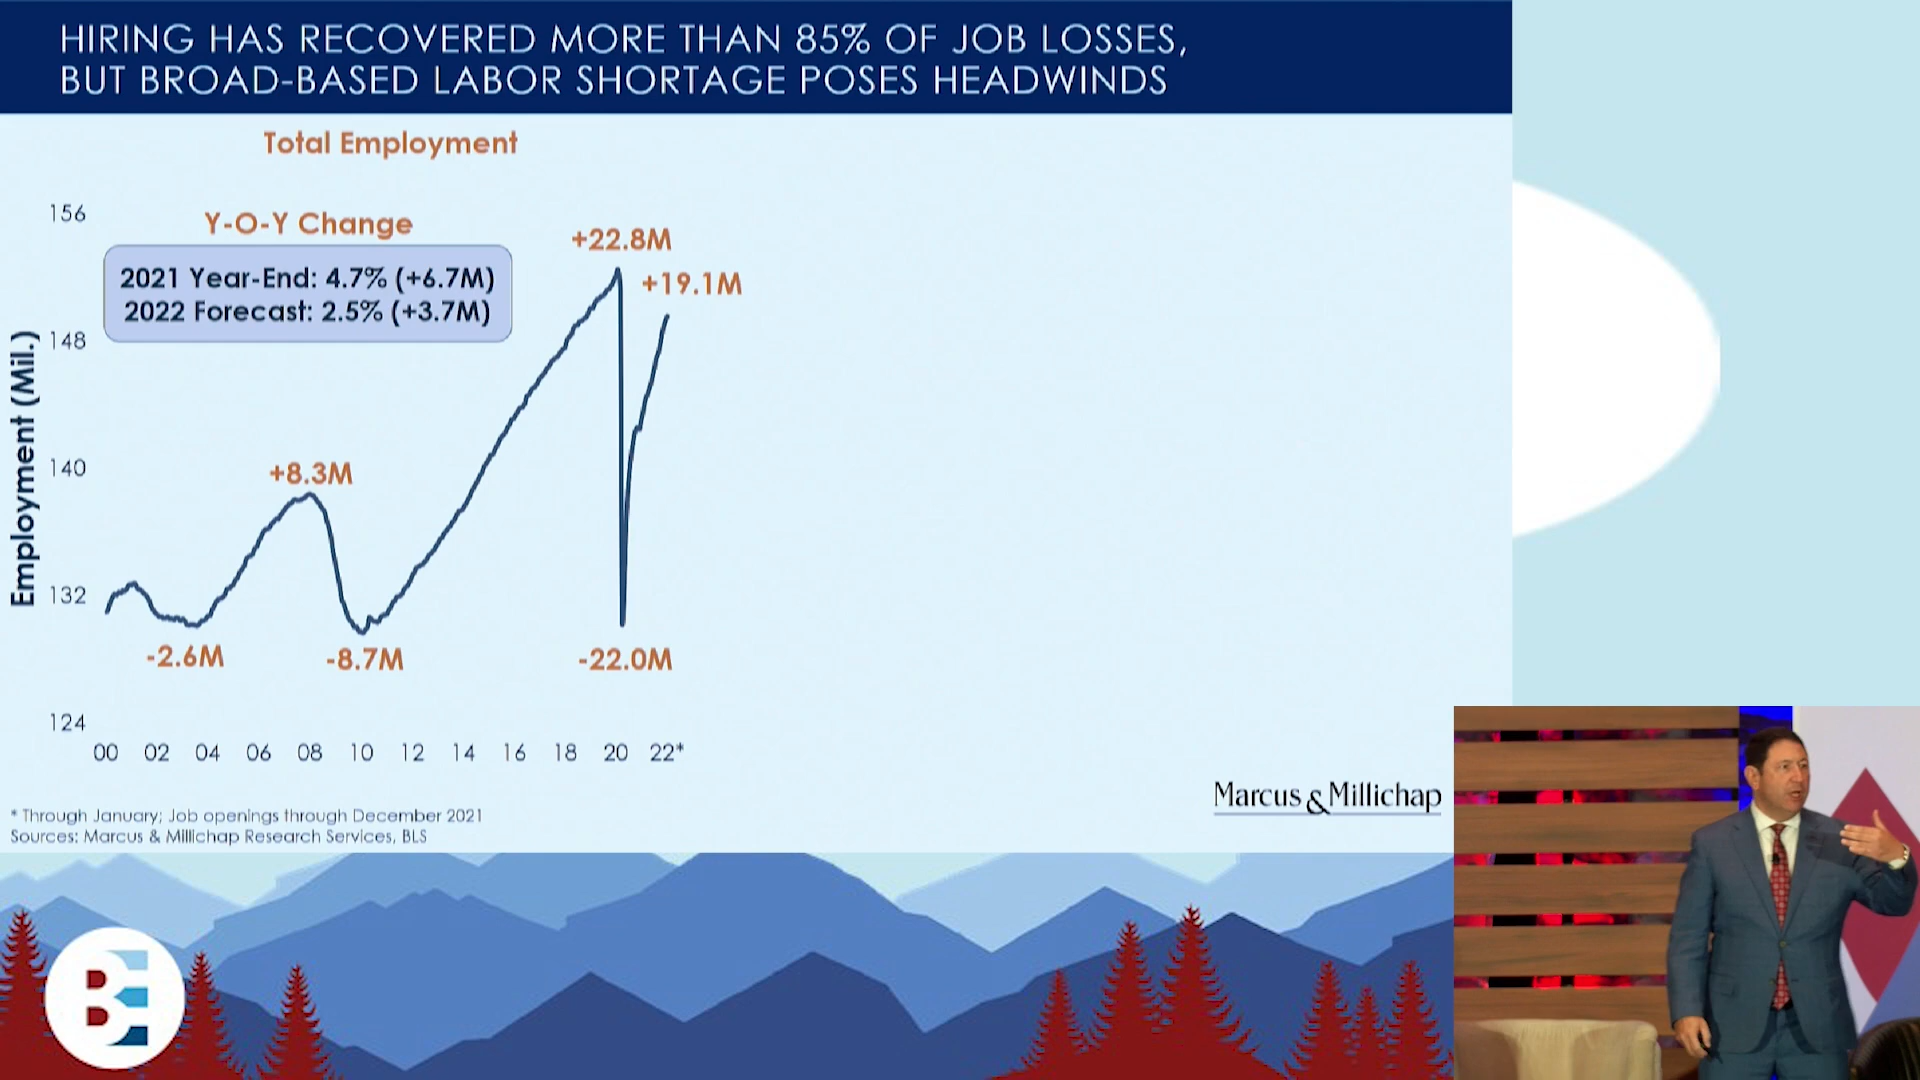 HIRING HAS RECOVERED MORE THAN 85% OF JOB LOSSES,
BUT BROAD-BASED LABOR SHORTAGE POSES HEADWINDS
Total Employment
Y-O-Y Change
2021 Year-End: 4.7% (+6.7M)
2022 Forecast: 2.5% (+3.7M)
Employment (Mil.)
156
148
140
132
124
+22.8M
+19.1M
+8.3M
-2.6M
-8.7M
-22.0M
00 02 04 06 08 10 12 14 16 18 20 22*
* Through January; Job openings through December 2021
Sources: Marcus & Millichap Research Services, BLS
Marcus & Millichap
BE